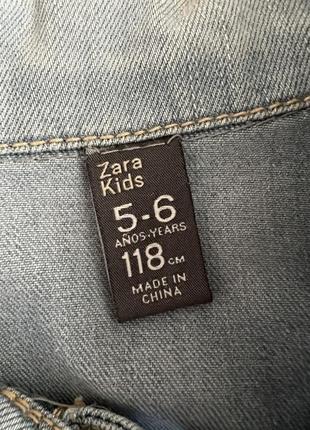 Zara
Kids
5-6
AÑOS-YEARS
118 CM
MADE IN
CHINA